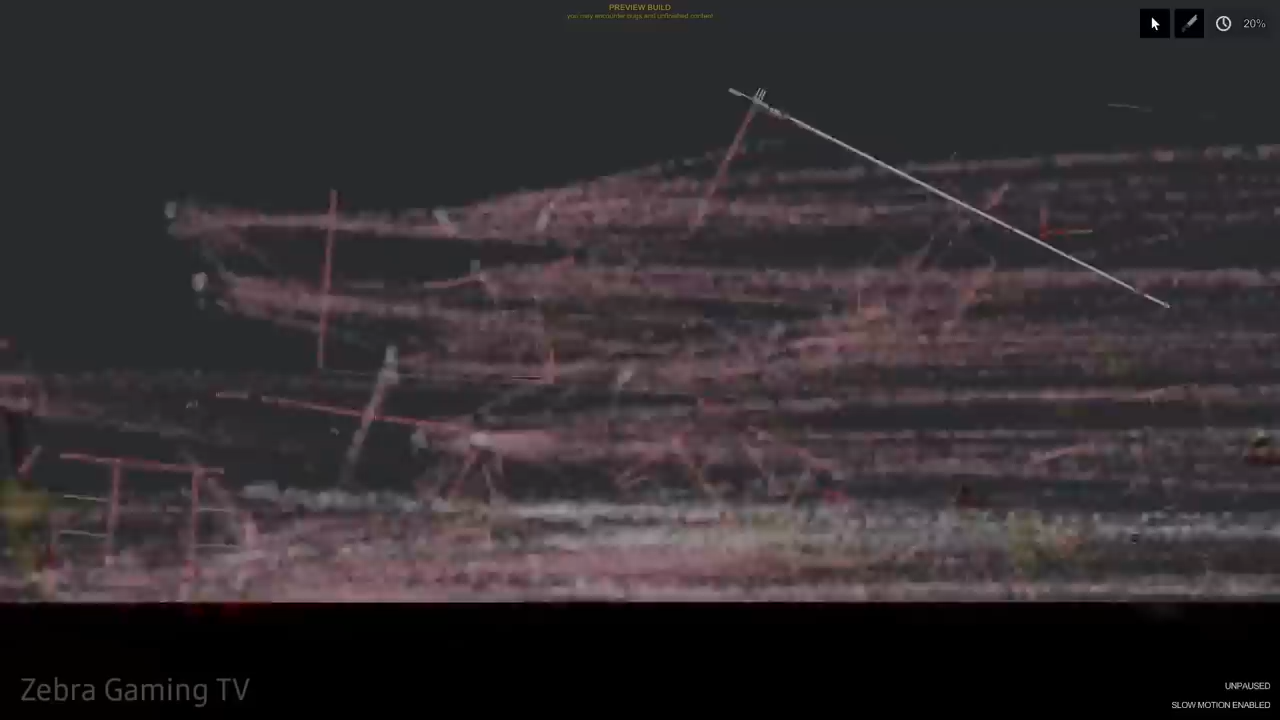 PREVIEW BUILD
you may encounter bugs and unfinished content
20%
Zebra Gaming TV
UNPAUSED
SLOW MOTION ENABLED